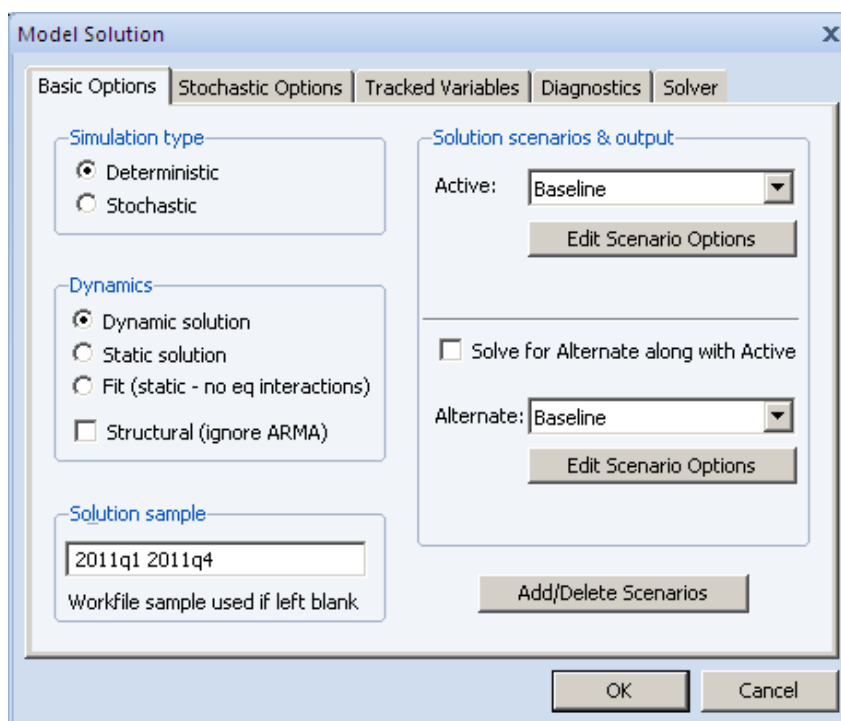 Model Solution
Basic Options
Stochastic Options
Tracked Variables
Diagnostics
Solver
Simulation type
Deterministic
Stochastic
Dynamics
Dynamic solution
Static solution
Fit (static - no eq interactions)
Structural (ignore ARMA)
Solution sample
2011q1 2011q4
Workfile sample used if left blank
Solution scenarios & output
Active: Baseline
Edit Scenario Options
Solve for Alternate along with Active
Alternate: Baseline
Edit Scenario Options
Add/Delete Scenarios
OK
Cancel